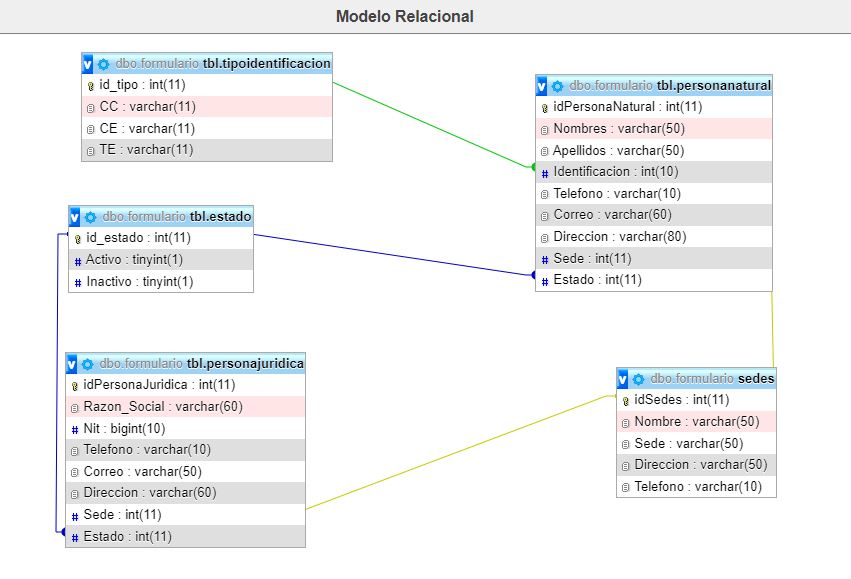 Modelo Relacional
dbo.formulario tbl.tipoidentificacion
id_tipo : int(11)
CC : varchar(11)
CE : varchar(11)
TE : varchar(11)
dbo.formulario tbl.personanatural
idPersonaNatural : int(11)
Nombres : varchar(50)
Apellidos : varchar(50)
Identificacion : int(10)
Telefono : varchar(10)
Correo : varchar(60)
Direccion : varchar(80)
Sede : int(11)
Estado : int(11)
dbo.formulario tbl.estado
id_estado : int(11)
Activo : tinyint(1)
Inactivo : tinyint(1)
dbo.formulario tbl.personajuridica
idPersonaJuridica : int(11)
Razon_Social : varchar(60)
Nit : bigint(10)
Telefono : varchar(10)
Correo : varchar(50)
Direccion : varchar(60)
Sede : int(11)
Estado : int(11)
dbo.formulario sedes
idSedes : int(11)
Nombre : varchar(50)
Sede : varchar(50)
Direccion : varchar(50)
Telefono : varchar(10)